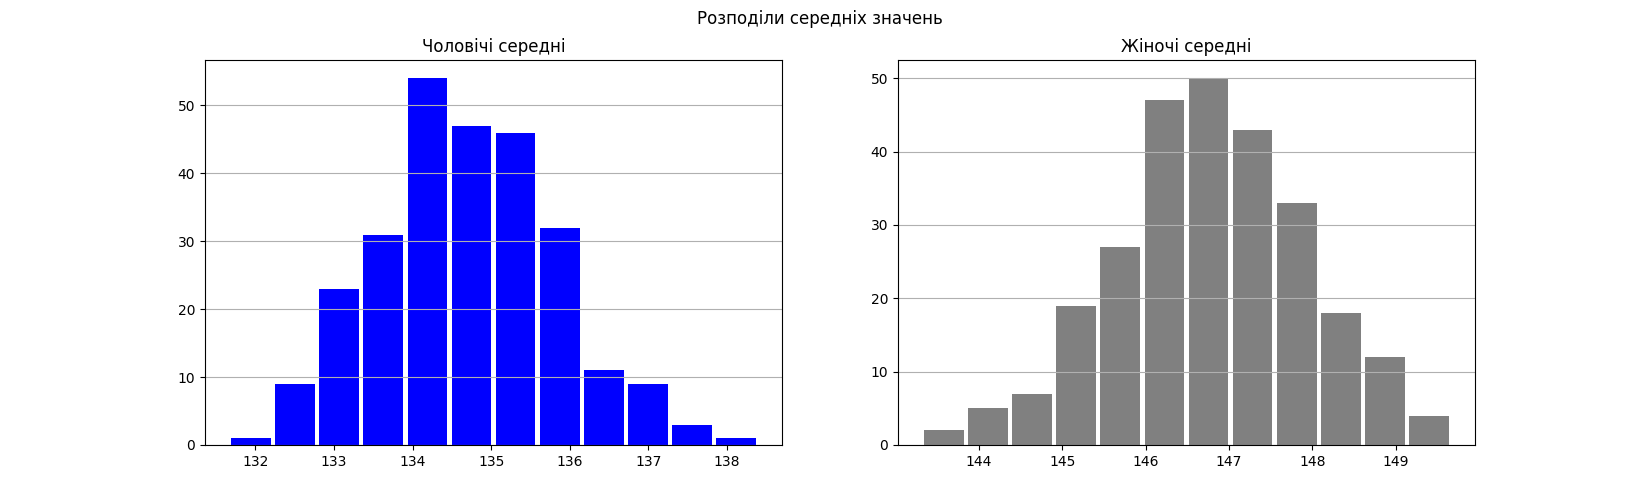 Розподіли середніх значень
Чоловічі середні
50
40
30
20
10
0
132 133 134 135 136 137 138
Жіночі середні
50
40
30
20
10
0
144 145 146 147 148 149